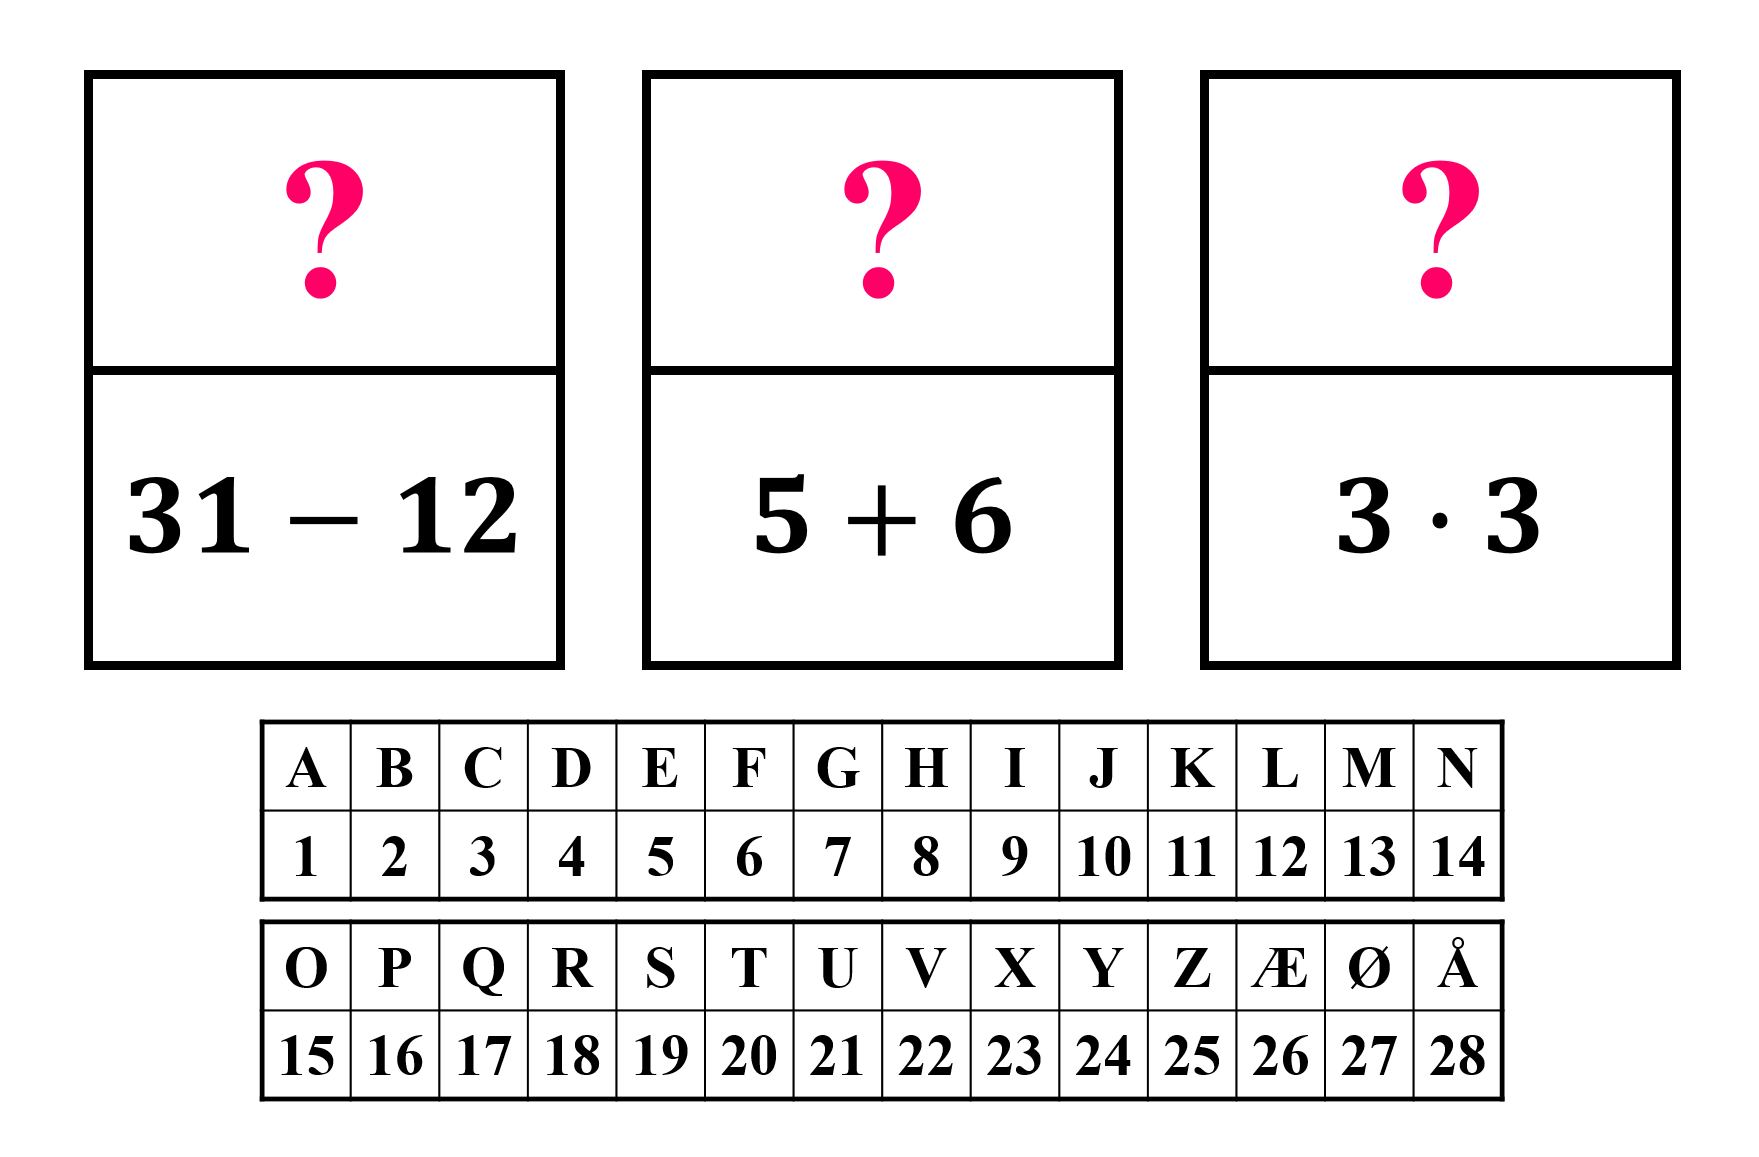 ? ? ?
31 − 12 5 + 6 3 · 3
A B C D E F G H I J K L M N
1 2 3 4 5 6 7 8 9 10 11 12 13 14
O P Q R S T U V X Y Z Æ Ø Å
15 16 17 18 19 20 21 22 23 24 25 26 27 28